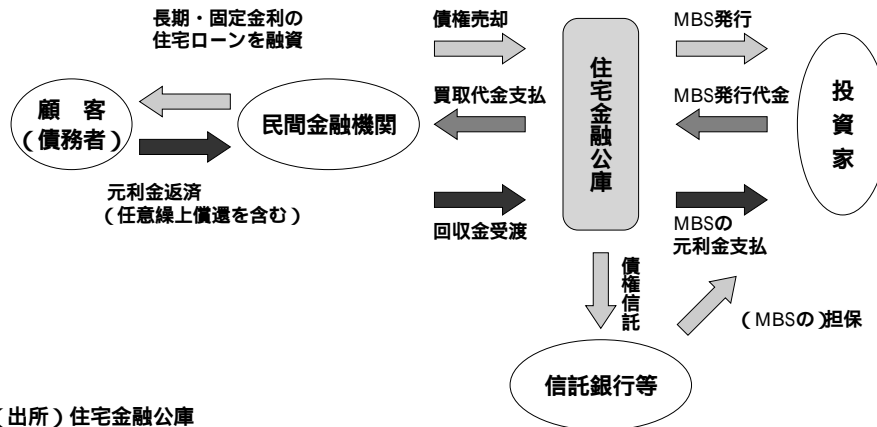 長期・固定金利の
住宅ローンを融資
債権売却
MBS発行
顧 客
(債務者)
民間金融機関
買取代金支払
住宅金融公庫
MBS発行代金
投資家
元利金返済
(任意繰上償還を含む)
回収金受渡
MBSの
元利金支払
債権信託
(MBSの)担保
信託銀行等
(出所)住宅金融公庫